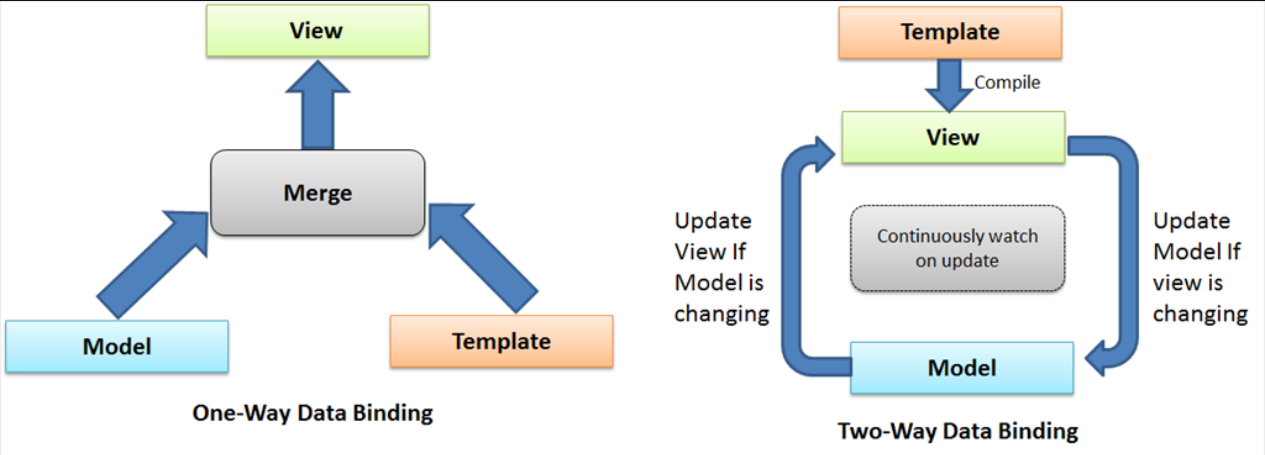 View
Merge
Model
Template
One-Way Data Binding
Template
Compile
View
Update
View If
Model is
changing
Continuously watch
on update
Update
Model If
view is
changing
Model
Two-Way Data Binding